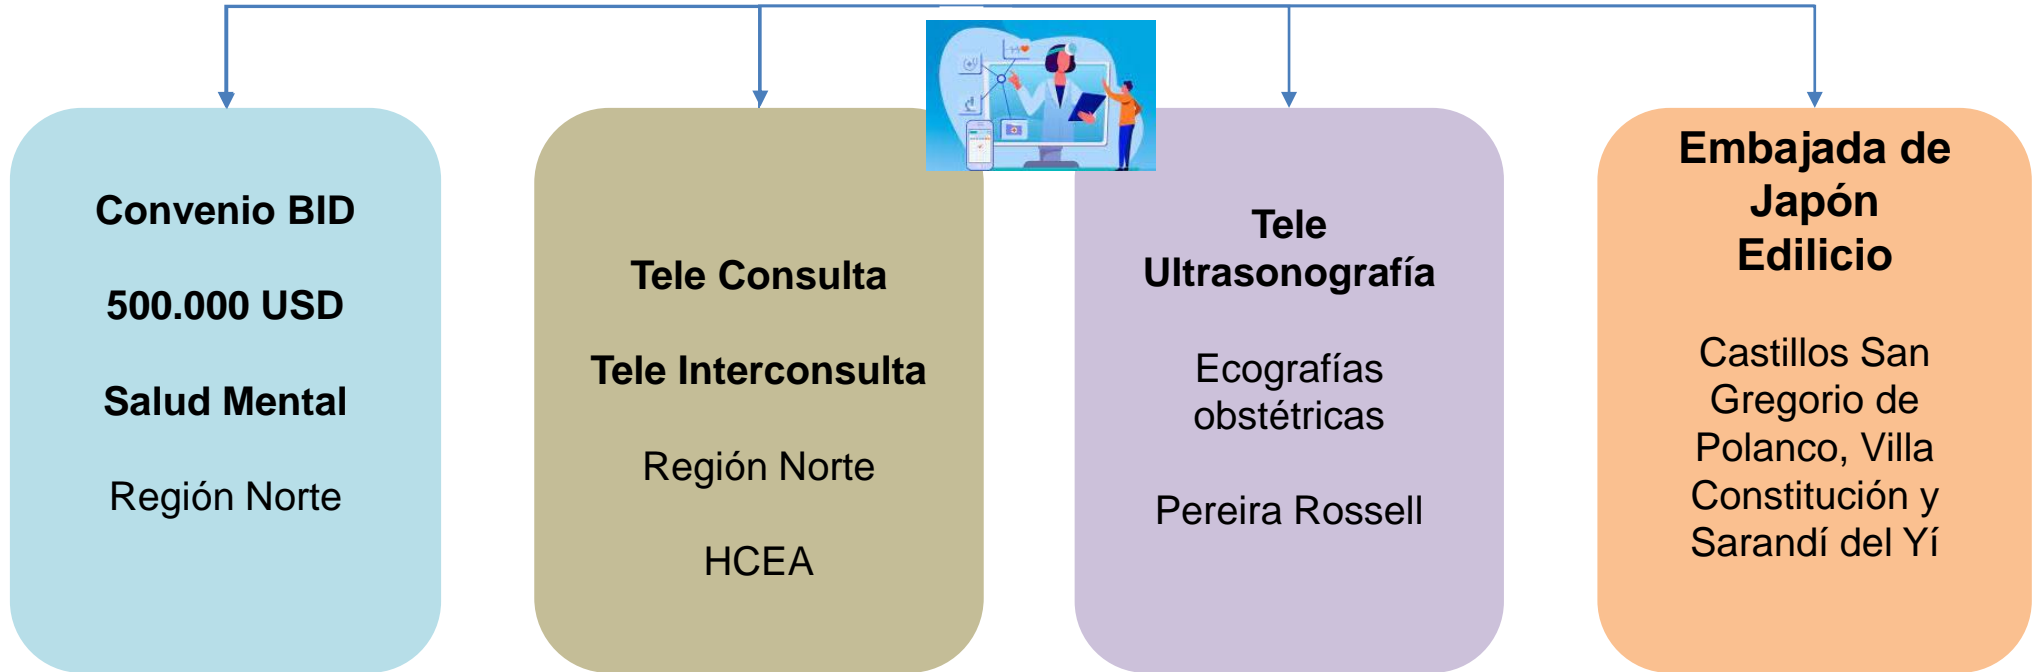 Convenio BID
500.000 USD
Salud Mental
Región Norte
Tele Consulta
Tele Interconsulta
Región Norte
HCEA
Tele
Ultrasonografía
Ecografías
obstétricas
Pereira Rossell
Embajada de
Japón
Edilicio
Castillos San
Gregorio de
Polanco, Villa
Constitución y
Sarandí del Yí